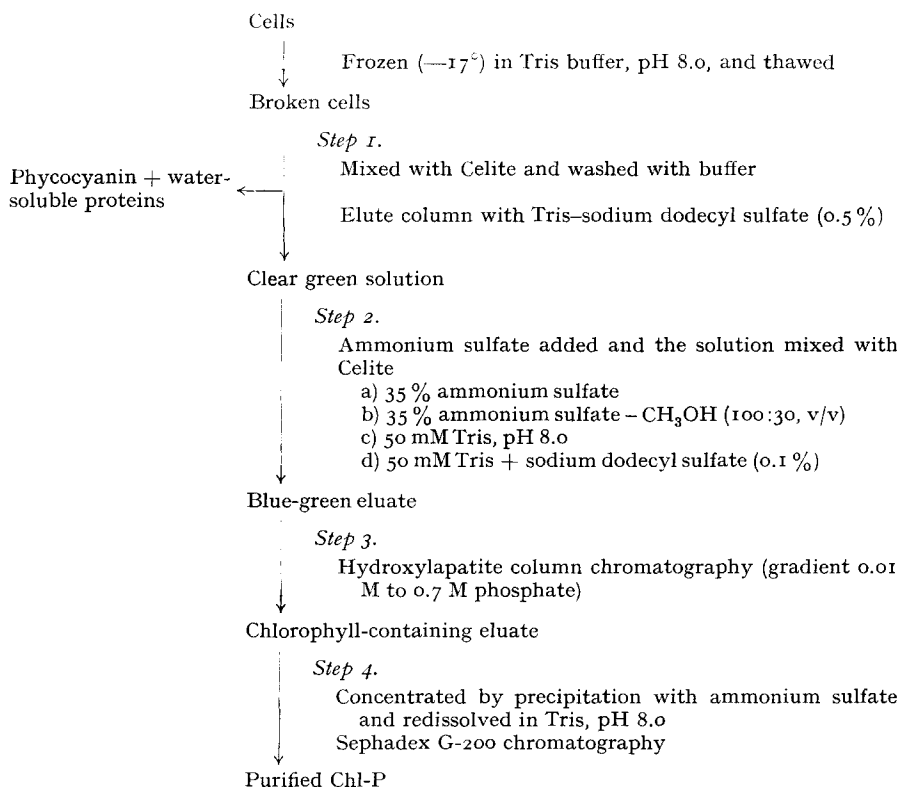 Cells
Frozen (—17°) in Tris buffer, pH 8.0, and thawed
Broken cells
Step 1.
Mixed with Celite and washed with buffer
Phycocyanin + water-
soluble proteins
Elute column with Tris–sodium dodecyl sulfate (0.5 %)
Clear green solution
Step 2.
Ammonium sulfate added and the solution mixed with
Celite
a) 35 % ammonium sulfate
b) 35 % ammonium sulfate – CH₃OH (100:30, v/v)
c) 50 mM Tris, pH 8.0
d) 50 mM Tris + sodium dodecyl sulfate (0.1 %)
Blue-green eluate
Step 3.
Hydroxylapatite column chromatography (gradient 0.01
M to 0.7 M phosphate)
Chlorophyll-containing eluate
Step 4.
Concentrated by precipitation with ammonium sulfate
and redissolved in Tris, pH 8.0
Sephadex G-200 chromatography
Purified Chl-P